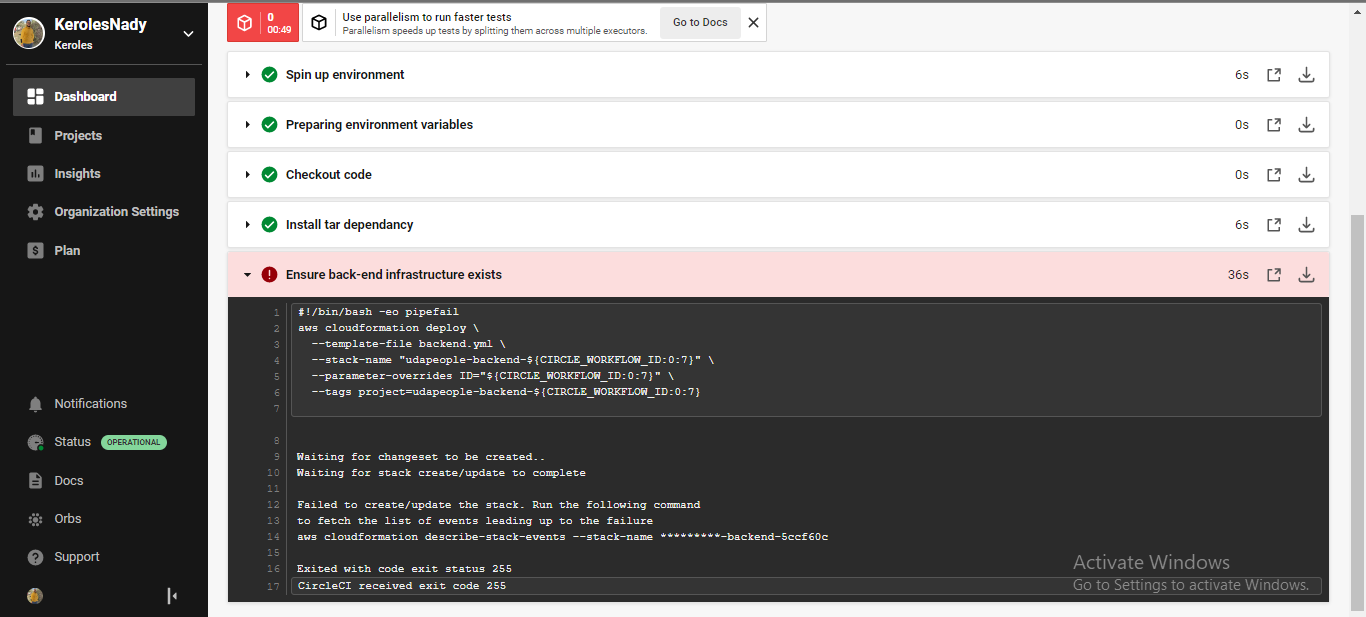 KerolesNady
Keroles
Dashboard
Projects
Insights
Organization Settings
Plan
Notifications
Status OPERATIONAL
Docs
Orbs
Support
0
00:49
Use parallelism to run faster tests
Parallelism speeds up tests by splitting them across multiple executors.
Go to Docs
Spin up environment 6s
Preparing environment variables 0s
Checkout code 0s
Install tar dependancy 6s
Ensure back-end infrastructure exists 36s
1 #!/bin/bash -eo pipefail
2 aws cloudformation deploy \
3 --template-file backend.yml \
4 --stack-name "udapeople-backend-${CIRCLE_WORKFLOW_ID:0:7}" \
5 --parameter-overrides ID="${CIRCLE_WORKFLOW_ID:0:7}" \
6 --tags project=udapeople-backend-${CIRCLE_WORKFLOW_ID:0:7}
7
8
9 Waiting for changeset to be created..
10 Waiting for stack create/update to complete
11
12 Failed to create/update the stack. Run the following command
13 to fetch the list of events leading up to the failure
14 aws cloudformation describe-stack-events --stack-name *********-backend-5ccf60c
15
16 Exited with code exit status 255
17 CircleCI received exit code 255
Activate Windows
Go to Settings to activate Windows.